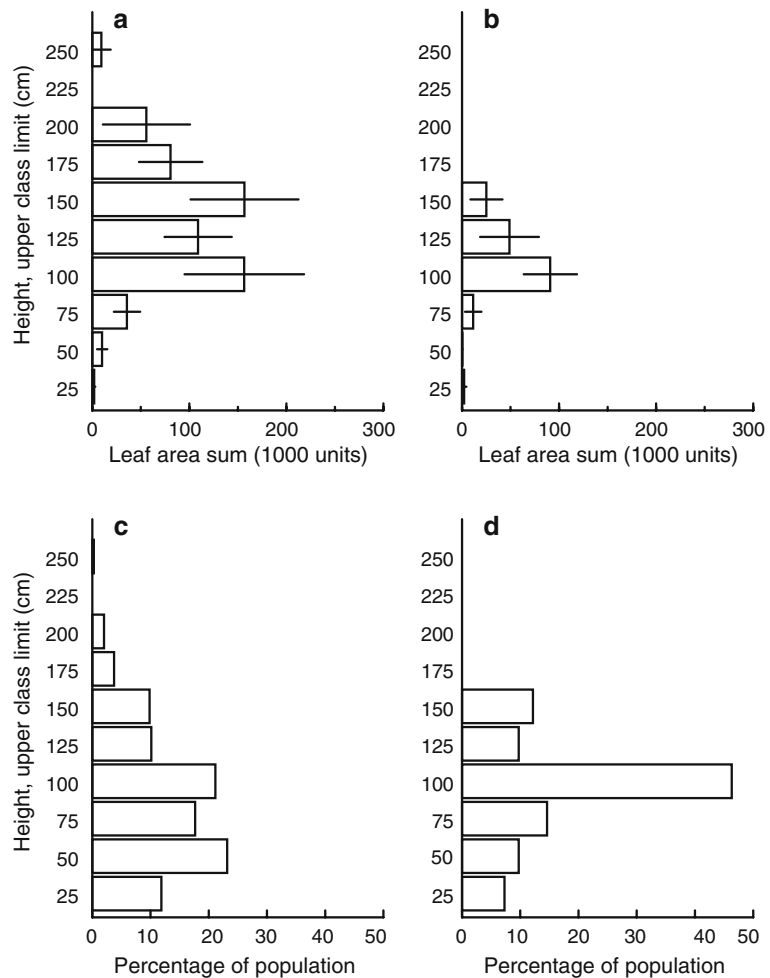 a
b
Height, upper class limit (cm)
250
225
200
175
150
125
100
75
50
25
0 100 200 300
Leaf area sum (1000 units)
250
225
200
175
150
125
100
75
50
25
0 100 200 300
Leaf area sum (1000 units)
c
d
Height, upper class limit (cm)
250
225
200
175
150
125
100
75
50
25
0 10 20 30 40 50
Percentage of population
250
225
200
175
150
125
100
75
50
25
0 10 20 30 40 50
Percentage of population